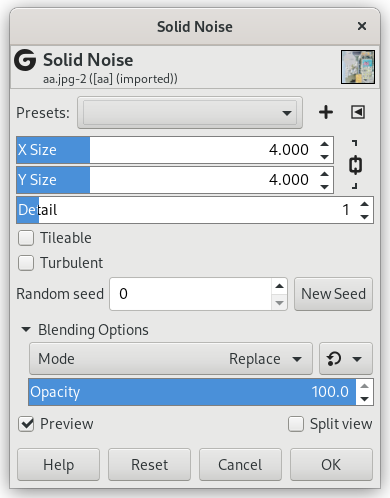 Solid Noise
Solid Noise
aa.jpg-2 ([aa] (imported))
Presets:
X Size 4.000
Y Size 4.000
Detail 1
Tileable
Turbulent
Random seed 0 New Seed
Blending Options
Mode Replace
Opacity 100.0
Preview Split view
Help Reset Cancel OK